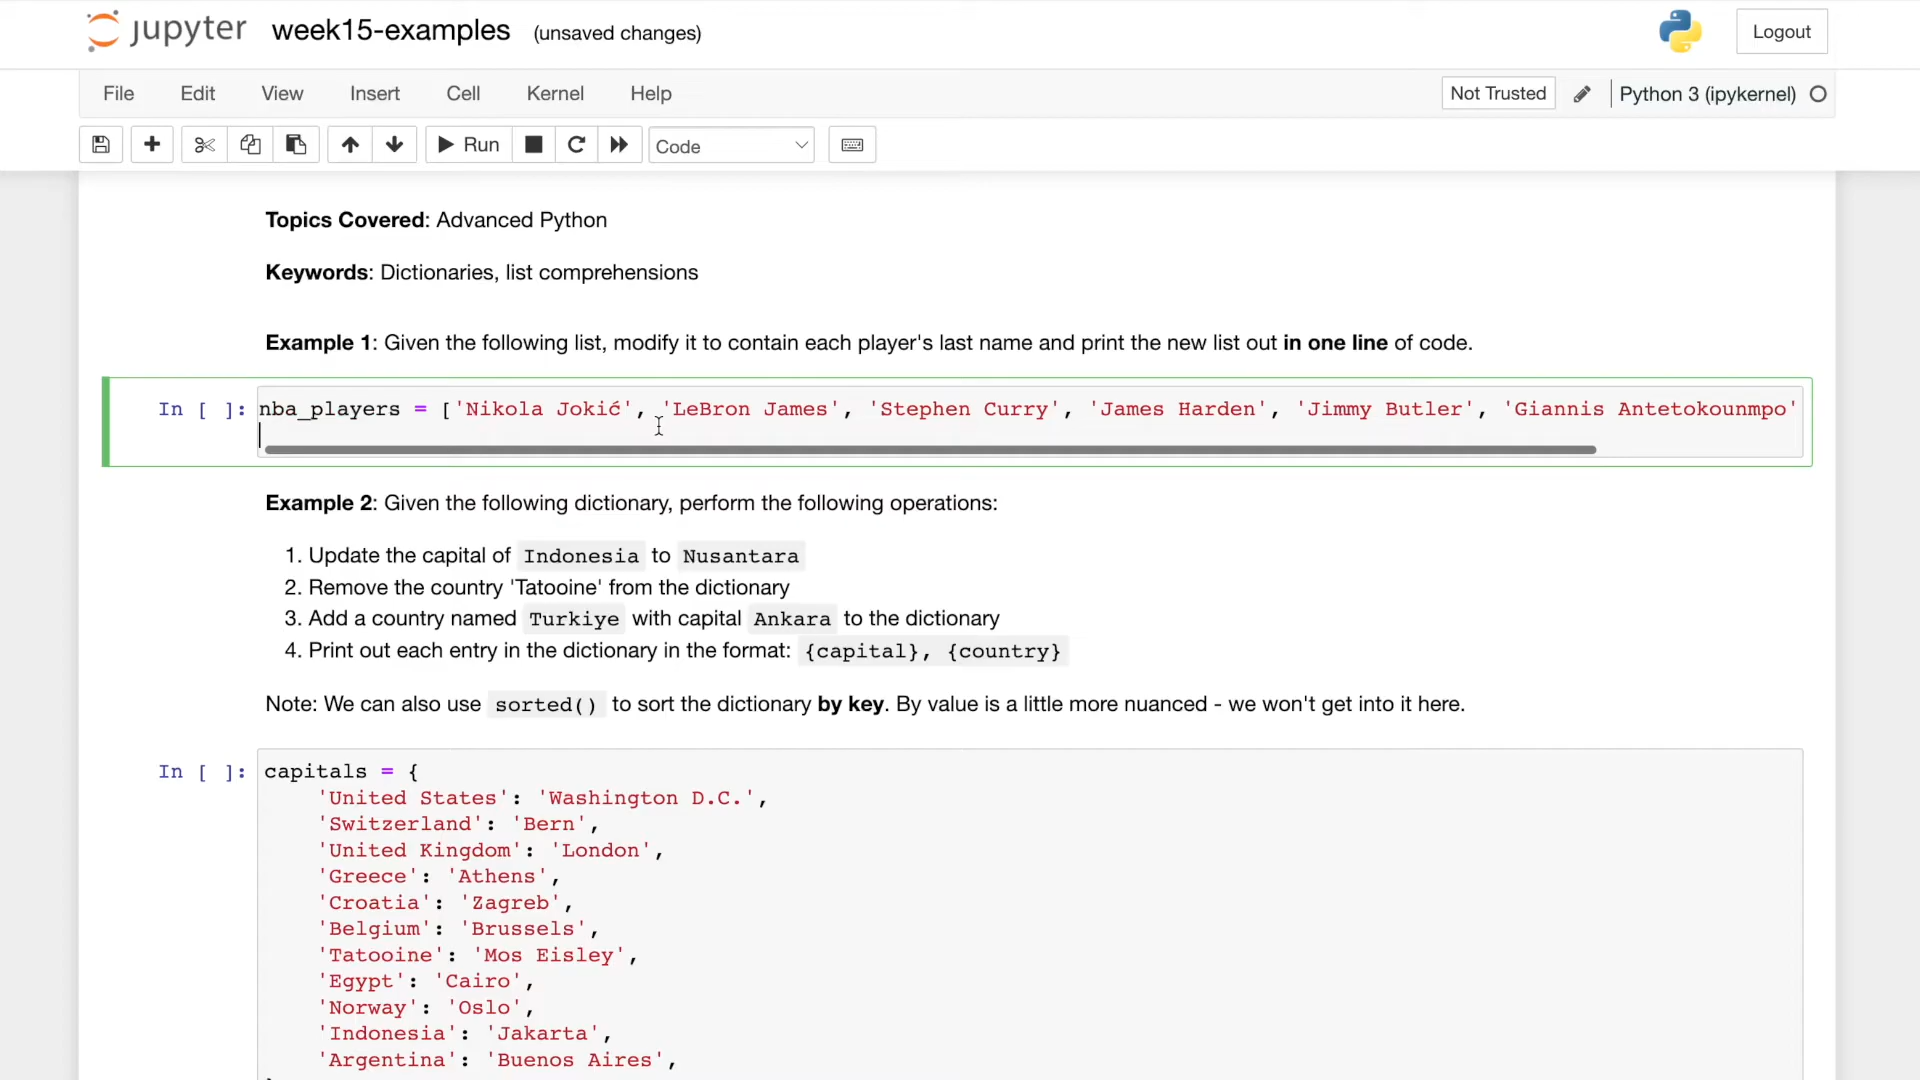 jupyter week15-examples (unsaved changes) Logout
File Edit View Insert Cell Kernel Help Not Trusted Python 3 (ipykernel)
Run Code
Topics Covered: Advanced Python
Keywords: Dictionaries, list comprehensions
Example 1: Given the following list, modify it to contain each player's last name and print the new list out in one line of code.
In [ ]: nba_players = ['Nikola Jokić', 'LeBron James', 'Stephen Curry', 'James Harden', 'Jimmy Butler', 'Giannis Antetokounmpo'
Example 2: Given the following dictionary, perform the following operations:
1. Update the capital of Indonesia to Nusantara
2. Remove the country 'Tatooine' from the dictionary
3. Add a country named Turkiye with capital Ankara to the dictionary
4. Print out each entry in the dictionary in the format: {capital}, {country}
Note: We can also use sorted() to sort the dictionary by key. By value is a little more nuanced - we won't get into it here.
In [ ]: capitals = {
'United States': 'Washington D.C.',
'Switzerland': 'Bern',
'United Kingdom': 'London',
'Greece': 'Athens',
'Croatia': 'Zagreb',
'Belgium': 'Brussels',
'Tatooine': 'Mos Eisley',
'Egypt': 'Cairo',
'Norway': 'Oslo',
'Indonesia': 'Jakarta',
'Argentina': 'Buenos Aires',